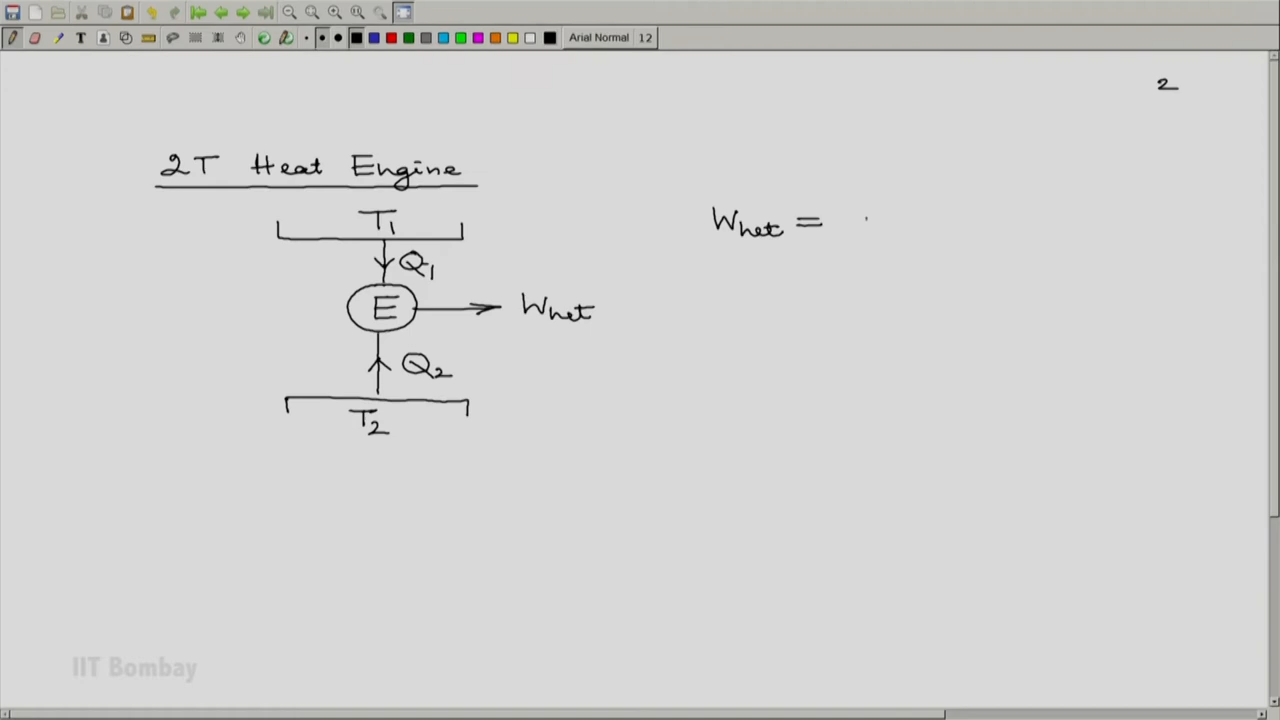 Arial Normal 12
2
2T Heat Engine
T1
Q1
E
Wnet
Q2
T2
Wnet =
IIT Bombay